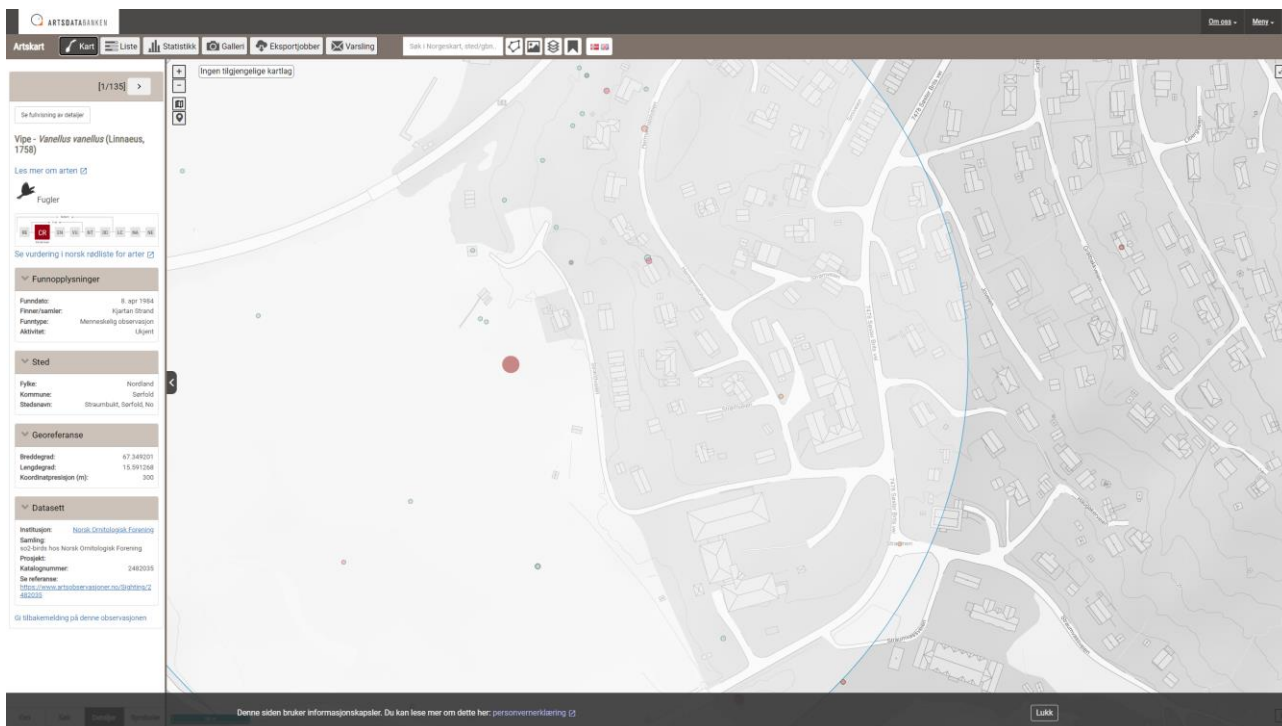 ARTSDATABANKEN
Om oss
Meny
Artskart
Kart
Liste
Statistikk
Galleri
Eksportjobber
Varsling
Søk i Norgeskart, sted/gbn..
[1/135]
Ingen tilgjengelige kartlag
Se fullvisning av detaljer
Vipe - Vanellus vanellus (Linnaeus,
1758)
Les mer om arten
Fugler
CR
Se vurdering i norsk rødliste for arter
Funnopplysninger
Funndato: 8. apr 1984
Finner/samler: Kjartan Strand
Funntype: Menneskelig observasjon
Aktivitet: Ukjent
Sted
Fylke: Nordland
Kommune: Sørfold
Stedsnavn: Straumbukt, Sørfold, No
Georeferanse
Breddegrad: 67.349201
Lengdegrad: 15.591268
Koordinatpresisjon (m): 300
Datasett
Institusjon: Norsk Ornitologisk Forening
Samling:
so2-birds hos Norsk Ornitologisk Forening
Prosjekt:
Katalognummer: 2482035
Se referanse:
https://www.artsobservasjoner.no/Sighting/2
482035
Gi tilbakemelding på denne observasjonen
Detaljer
Denne siden bruker informasjonskapsler. Du kan lese mer om dette her: personvernerklæring
Lukk